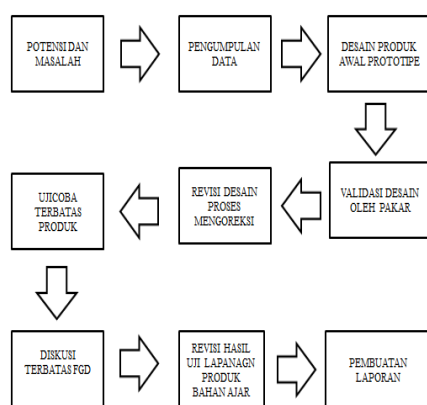 POTENSI DAN
MASALAH
PENGUMPULAN
DATA
DESAIN PRODUK
AWAL PROTOTIPE
VALIDASI DESAIN
OLEH PAKAR
REVISI DESAIN
PROSES
MENGOREKSI
UJICOBA
TERBATAS
PRODUK
DISKUSI
TERBATAS FGD
REVISI HASIL
UJI LAPANAGN
PRODUK
BAHAN AJAR
PEMBUATAN
LAPORAN